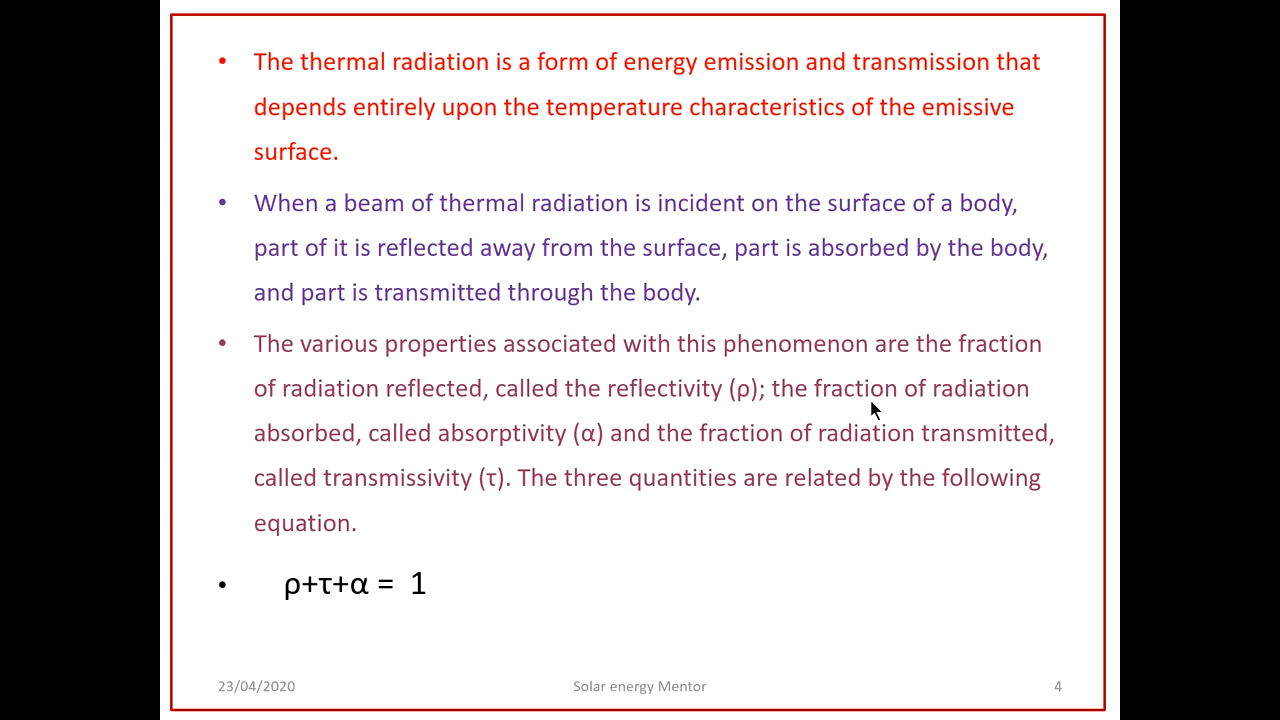 • The thermal radiation is a form of energy emission and transmission that
depends entirely upon the temperature characteristics of the emissive
surface.
• When a beam of thermal radiation is incident on the surface of a body,
part of it is reflected away from the surface, part is absorbed by the body,
and part is transmitted through the body.
• The various properties associated with this phenomenon are the fraction
of radiation reflected, called the reflectivity (ρ); the fraction of radiation
absorbed, called absorptivity (α) and the fraction of radiation transmitted,
called transmissivity (τ). The three quantities are related by the following
equation.
• ρ+τ+α = 1
23/04/2020 Solar energy Mentor 4